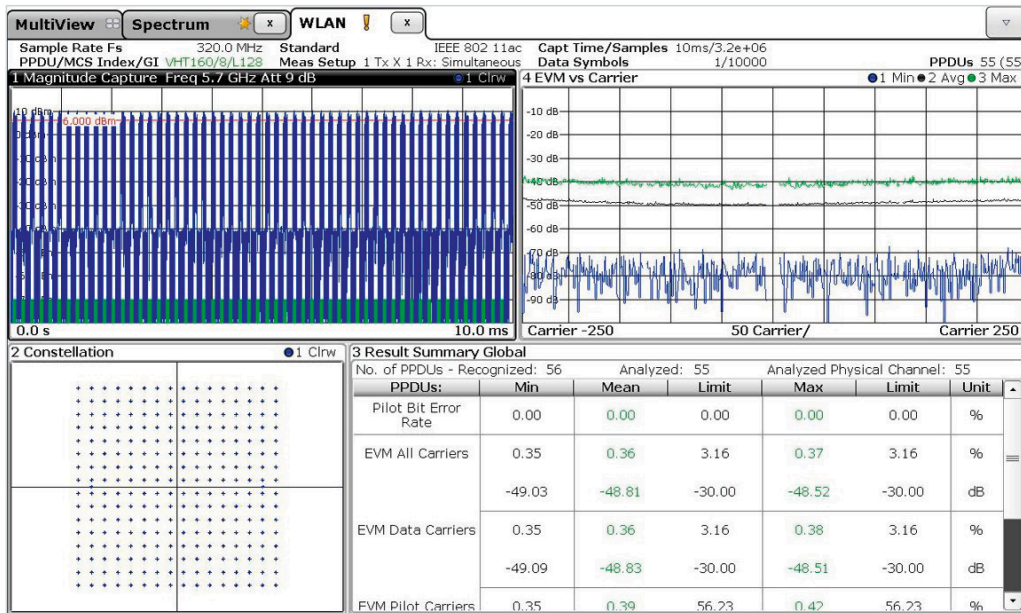 MultiView Spectrum x WLAN ! x
Sample Rate Fs 320.0 MHz Standard IEEE 802 11ac Capt Time/Samples 10ms/3.2e+06
PPDU/MCS Index/GI VHT160/8/L128 Meas Setup 1 Tx X 1 Rx: Simultaneous Data Symbols 1/10000 PPDUs 55 (55
1 Magnitude Capture Freq 5.7 GHz Att 9 dB 1 Clrw
10 dBm
6.000 dBm
0.0 s 10.0 ms
4 EVM vs Carrier 1 Min 2 Avg 3 Max
-10 dB
-20 dB
-30 dB
-40 dB
-50 dB
-60 dB
-70 dB
-80 dB
-90 dB
Carrier -250 50 Carrier/ Carrier 250
2 Constellation 1 Clrw
3 Result Summary Global
No. of PPDUs - Recognized: 56 Analyzed: 55 Analyzed Physical Channel: 55
PPDUs: Min Mean Limit Max Limit Unit
Pilot Bit Error
Rate 0.00 0.00 0.00 0.00 0.00 %
EVM All Carriers 0.35 0.36 3.16 0.37 3.16 %
-49.03 -48.81 -30.00 -48.52 -30.00 dB
EVM Data Carriers 0.35 0.36 3.16 0.38 3.16 %
-49.09 -48.83 -30.00 -48.51 -30.00 dB
EVM Pilot Carriers 0.35 0.39 56.23 0.42 56.23 %